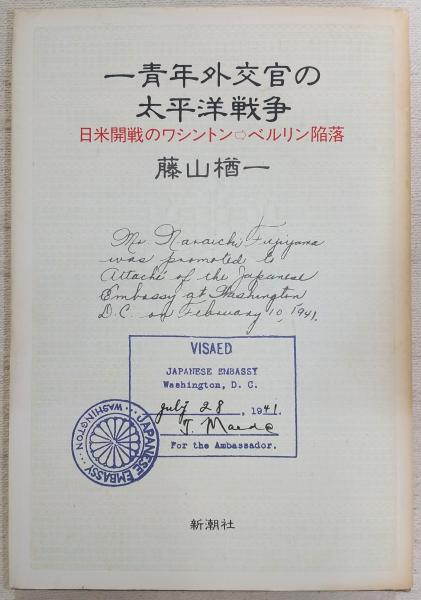 一青年外交官の
太平洋戦争
日米開戦のワシントン⇨ベルリン陥落
藤山楢一
Mr. Naraichi Fujiyama
was promoted to
Attaché of the Japanese
Embassy at Washington
D.C. on February 10, 1941.
VISAED
JAPANESE EMBASSY
Washington, D. C.
July 28, 1941.
T. Maeda
For the Ambassador.
JAPANESE EMBASSY...
WASHINGTON...
新潮社